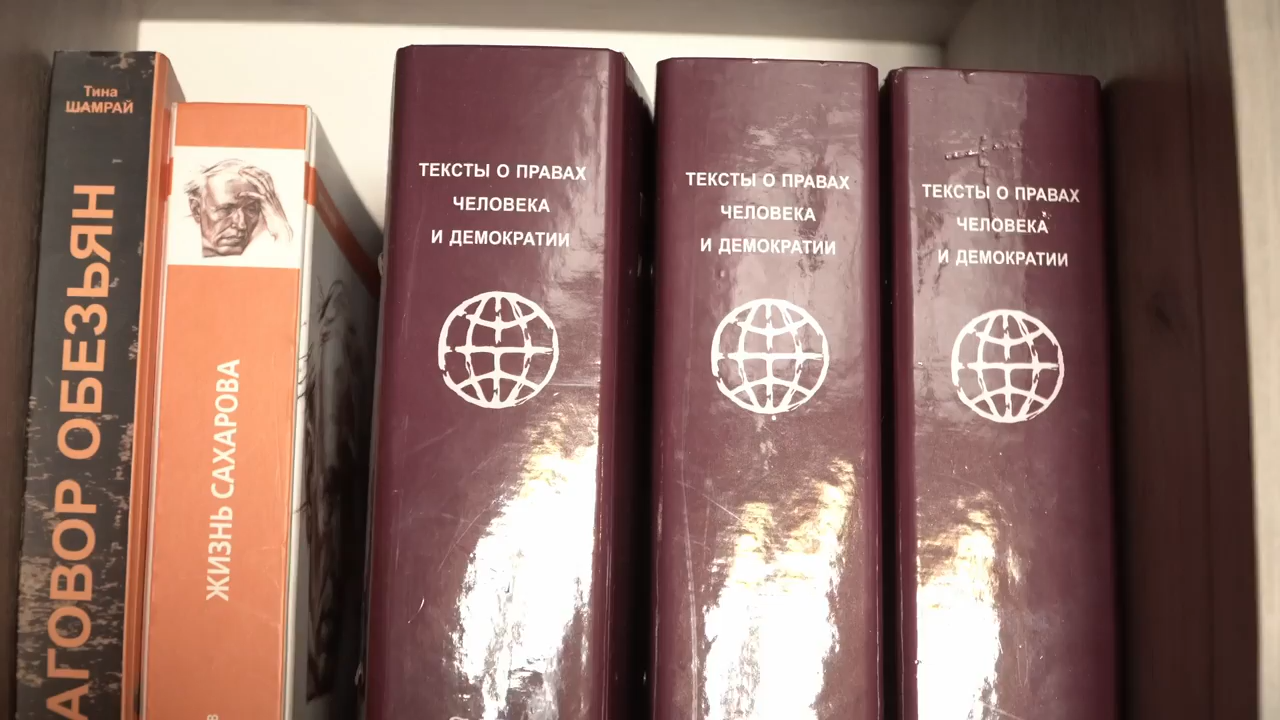 Тина
ШАМРАЙ
АГОВОР ОБЕЗЬЯН
ЖИЗНЬ САХАРОВА
ТЕКСТЫ О ПРАВАХ
ЧЕЛОВЕКА
И ДЕМОКРАТИИ
ТЕКСТЫ О ПРАВАХ
ЧЕЛОВЕКА
И ДЕМОКРАТИИ
ТЕКСТЫ О ПРАВАХ
ЧЕЛОВЕКА
И ДЕМОКРАТИИ